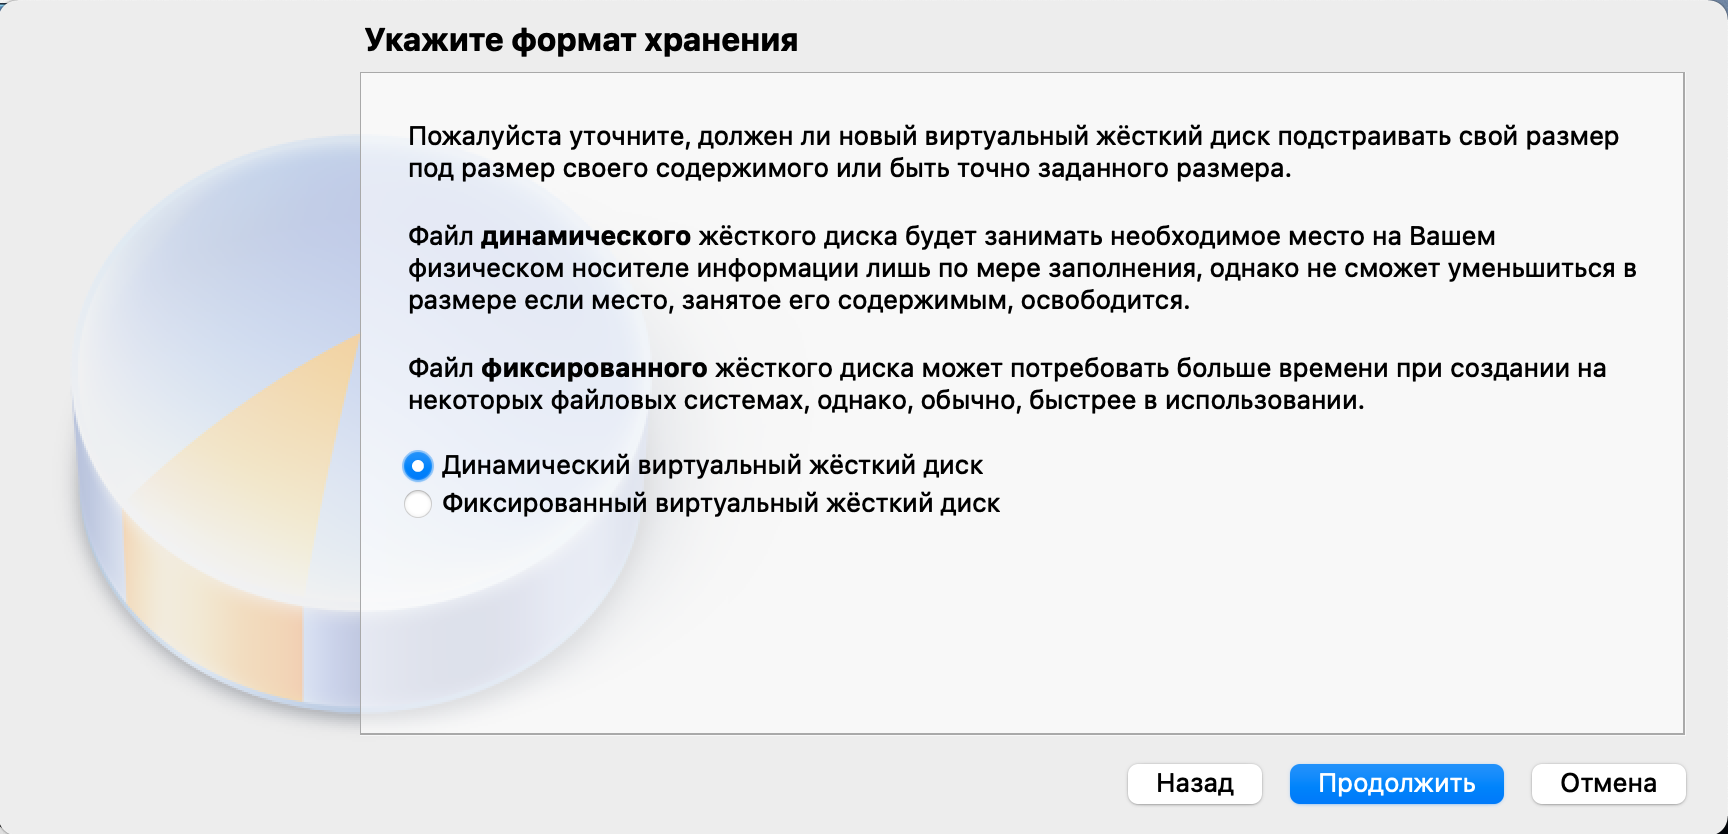 Укажите формат хранения
Пожалуйста уточните, должен ли новый виртуальный жёсткий диск подстраивать свой размер
под размер своего содержимого или быть точно заданного размера.
Файл динамического жёсткого диска будет занимать необходимое место на Вашем
физическом носителе информации лишь по мере заполнения, однако не сможет уменьшиться в
размере если место, занятое его содержимым, освободится.
Файл фиксированного жёсткого диска может потребовать больше времени при создании на
некоторых файловых системах, однако, обычно, быстрее в использовании.
Динамический виртуальный жёсткий диск
Фиксированный виртуальный жёсткий диск
Назад
Продолжить
Отмена